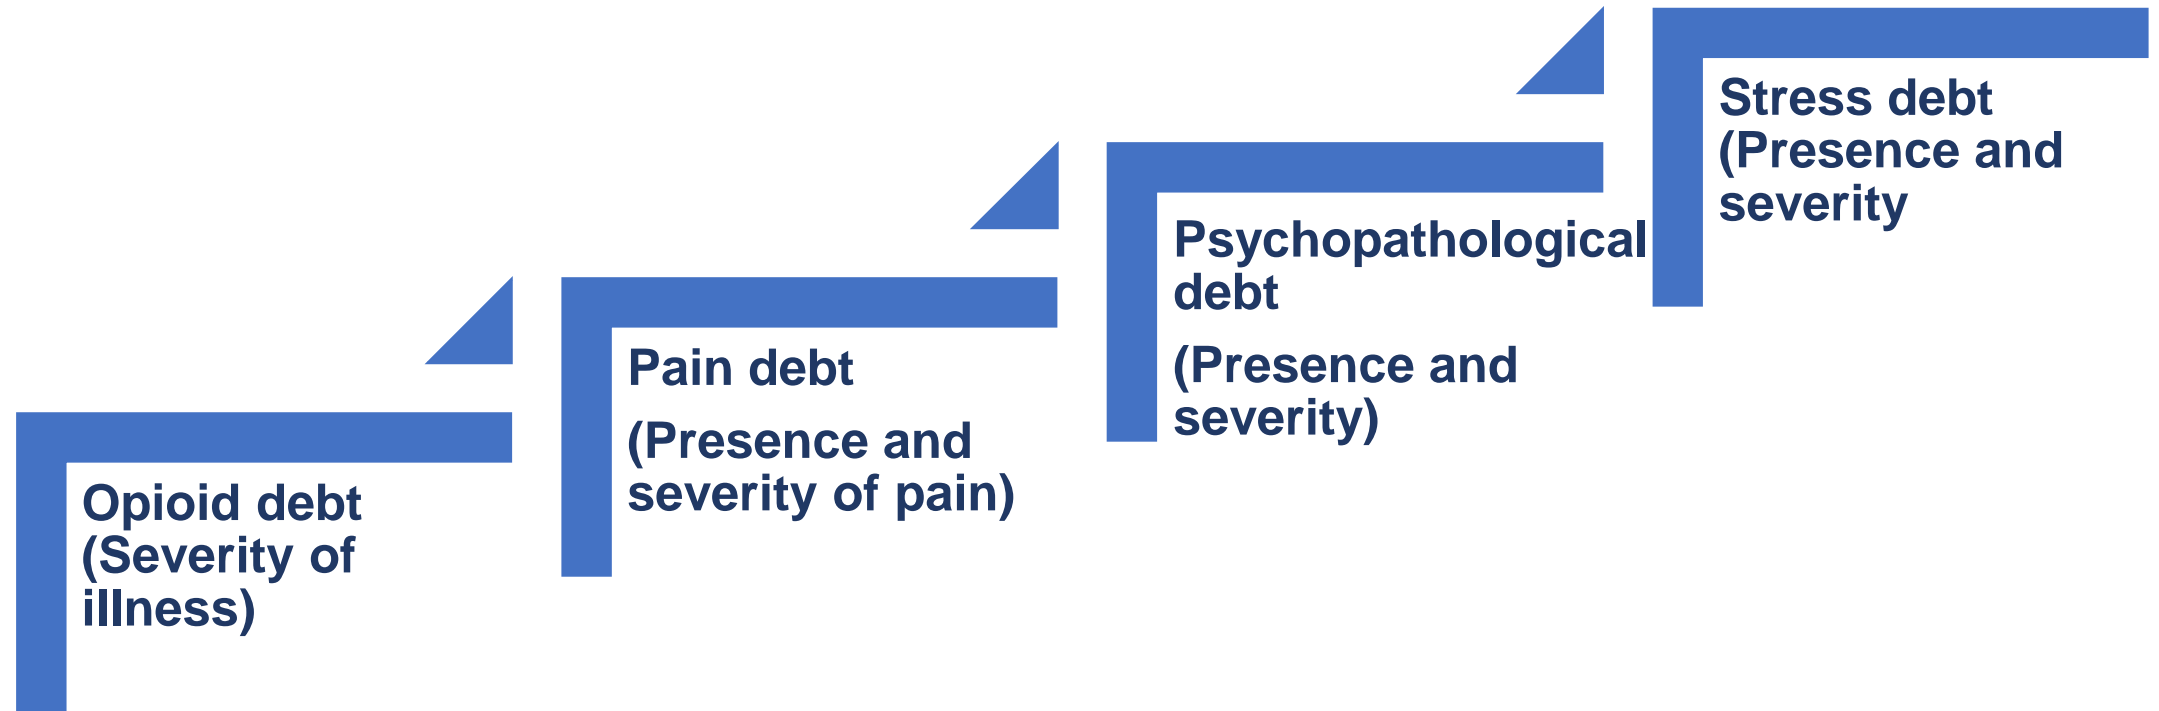 Opioid debt
(Severity of
illness)
Pain debt
(Presence and
severity of pain)
Psychopathological
debt
(Presence and
severity)
Stress debt
(Presence and
severity